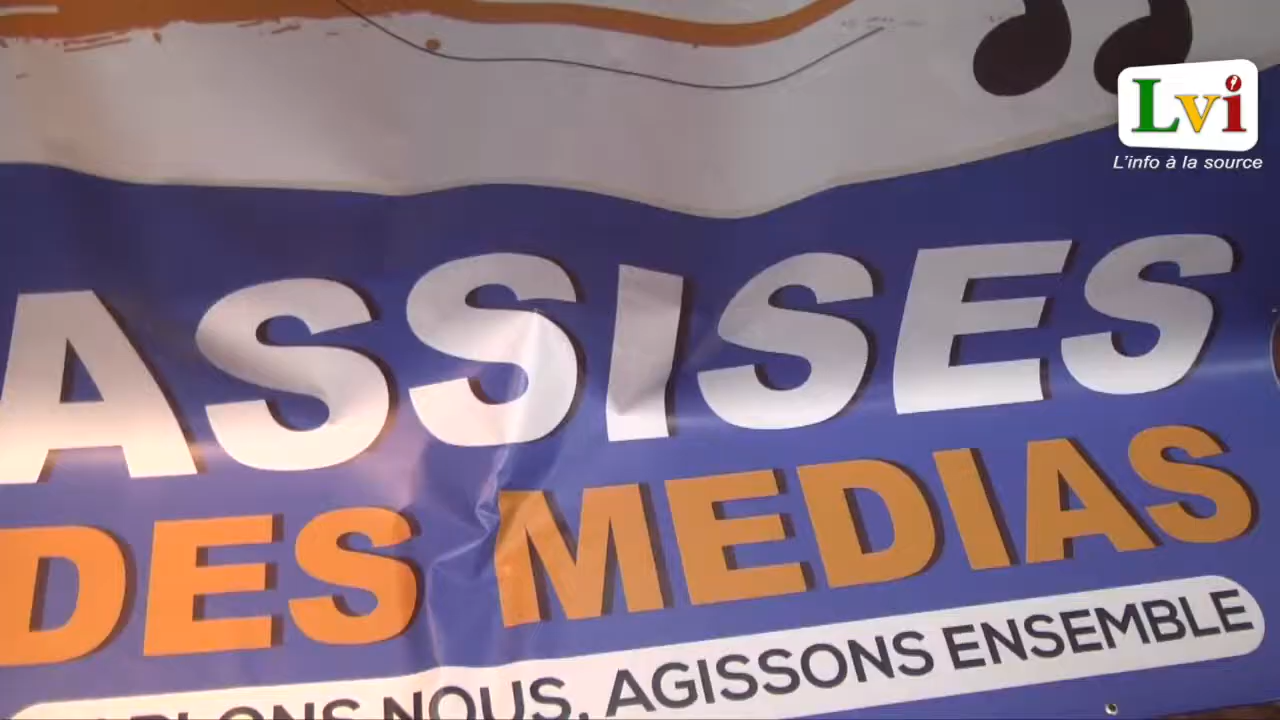 ”
Lvi
L'info à la source
ASSISES
DES MEDIAS
NOUS, AGISSONS ENSEMBLE